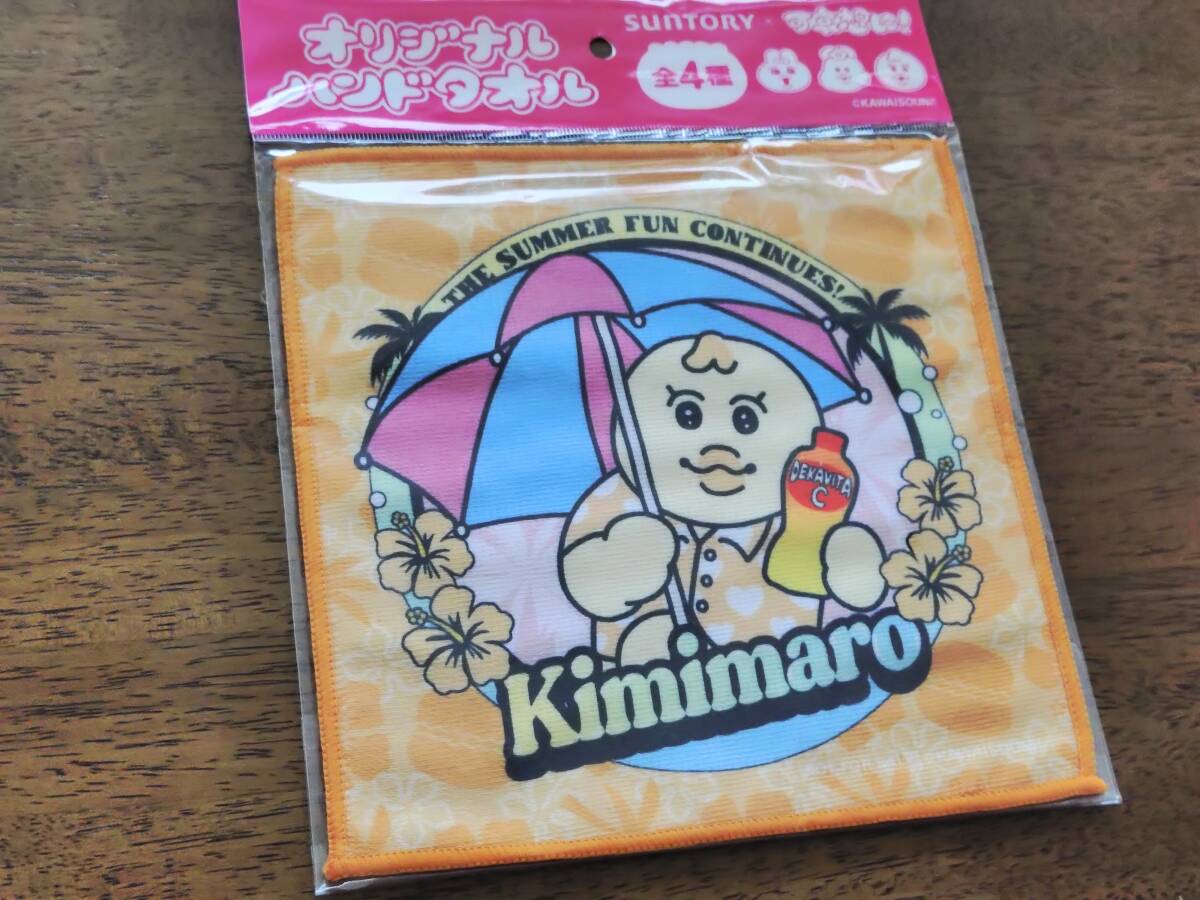 オリジナル
ハンドタオル
SUNTORY
全4種
©KAWAISOUNI!
THE SUMMER FUN CONTINUES!
DEKAVITA
C
Kimimaro